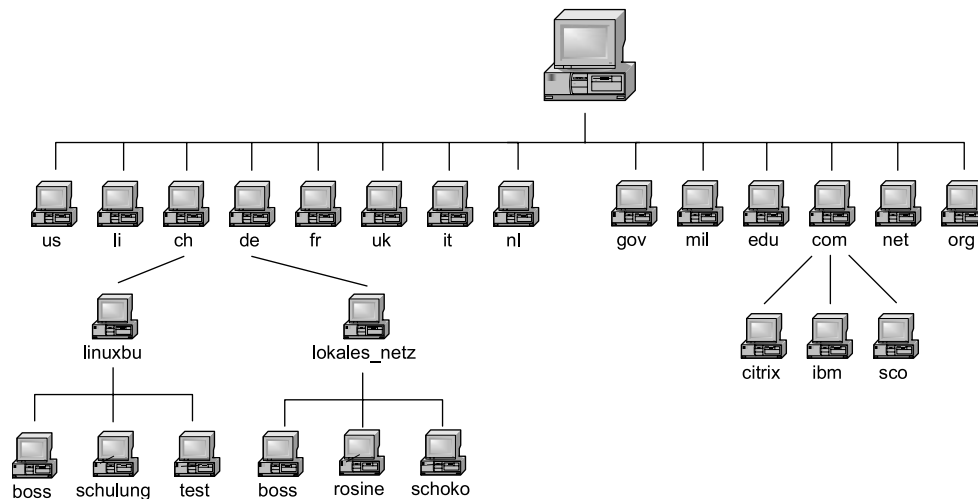 us li ch de fr uk it nl gov mil edu com net org
linuxbu lokales_netz
citrix ibm sco
boss schulung test boss rosine schoko